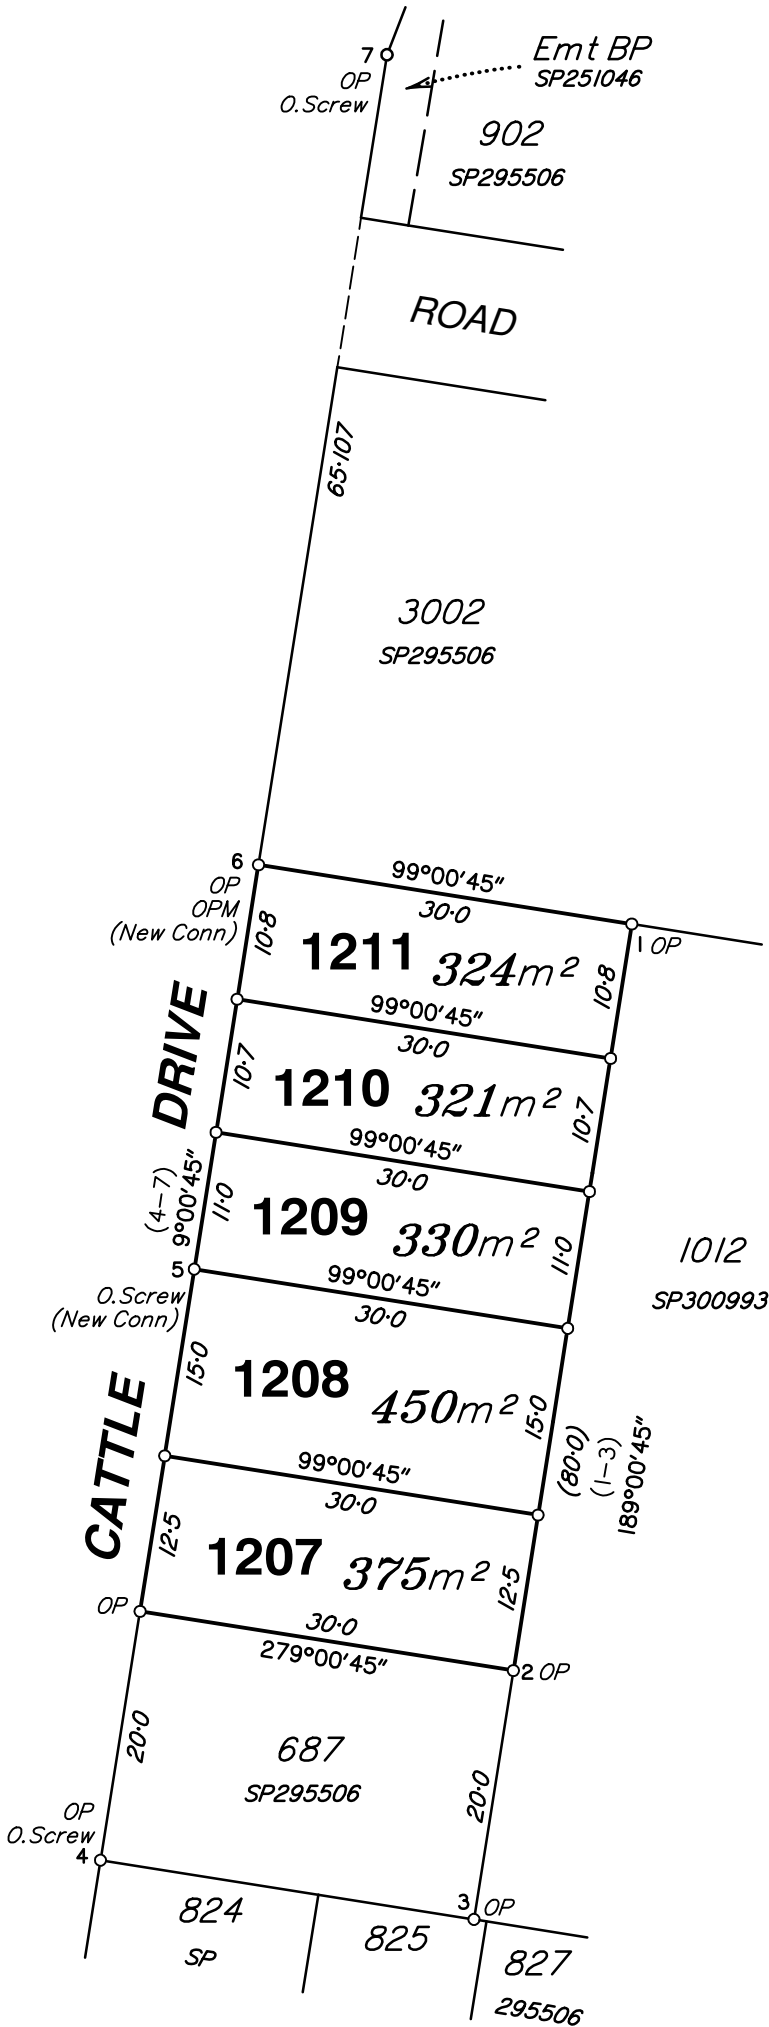 7
OP
O.Screw
Emt BP
SP251046
902
SP295506
ROAD
65·107
3002
SP295506
6
OP
OPM
(New Conn)
99°00'45"
30·0
1 OP
10·8
1211 324m²
10·8
99°00'45"
30·0
DRIVE
10·7
1210 321m²
10·7
99°00'45"
30·0
(4-7)
9°00'45"
11·0
1209 330m²
11·0
1012
SP300993
5
O.Screw
(New Conn)
99°00'45"
30·0
15·0
1208 450m²
15·0
(80·0)
(1-3)
189°00'45"
CATTLE
99°00'45"
30·0
12·5
1207 375m²
12·5
OP
30·0
279°00'45"
2 OP
20·0
687
SP295506
20·0
OP
O.Screw
4
3 OP
824
SP
825
827
295506